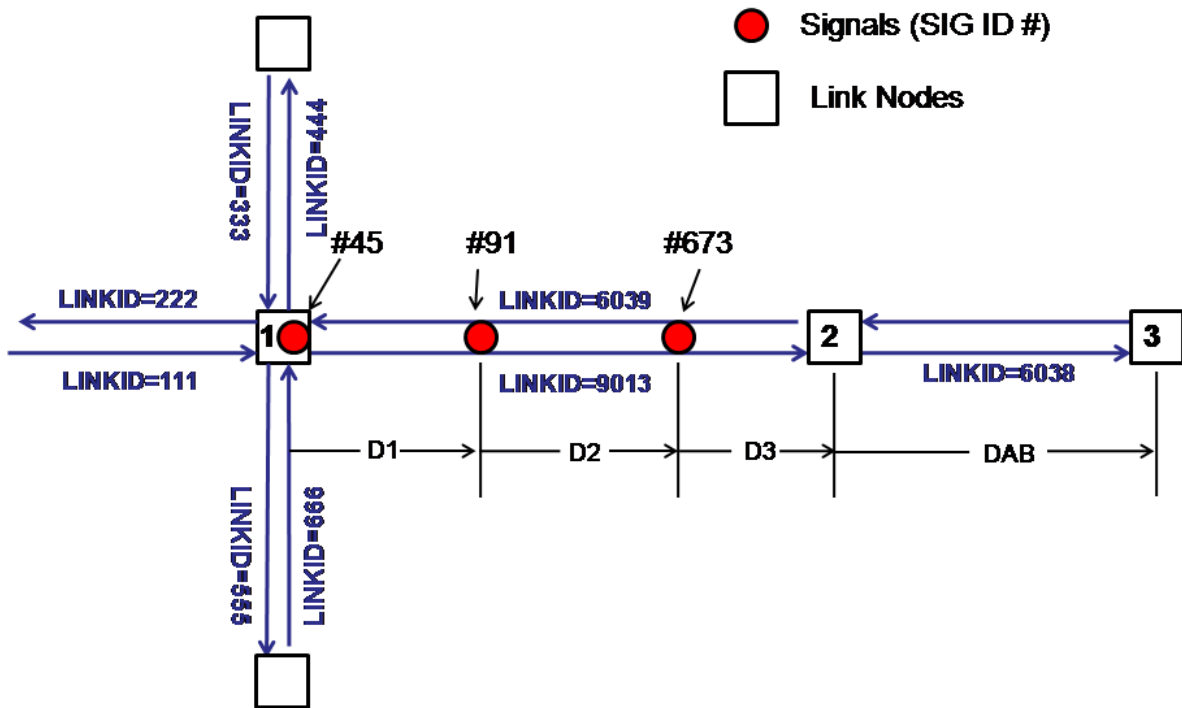 Signals (SIG ID #)
Link Nodes
LINKID=333
LINKID=444
#45
#91
#673
LINKID=222
LINKID=6039
1
2
3
LINKID=111
LINKID=9013
LINKID=6038
D1
D2
D3
DAB
LINKID=555
LINKID=666